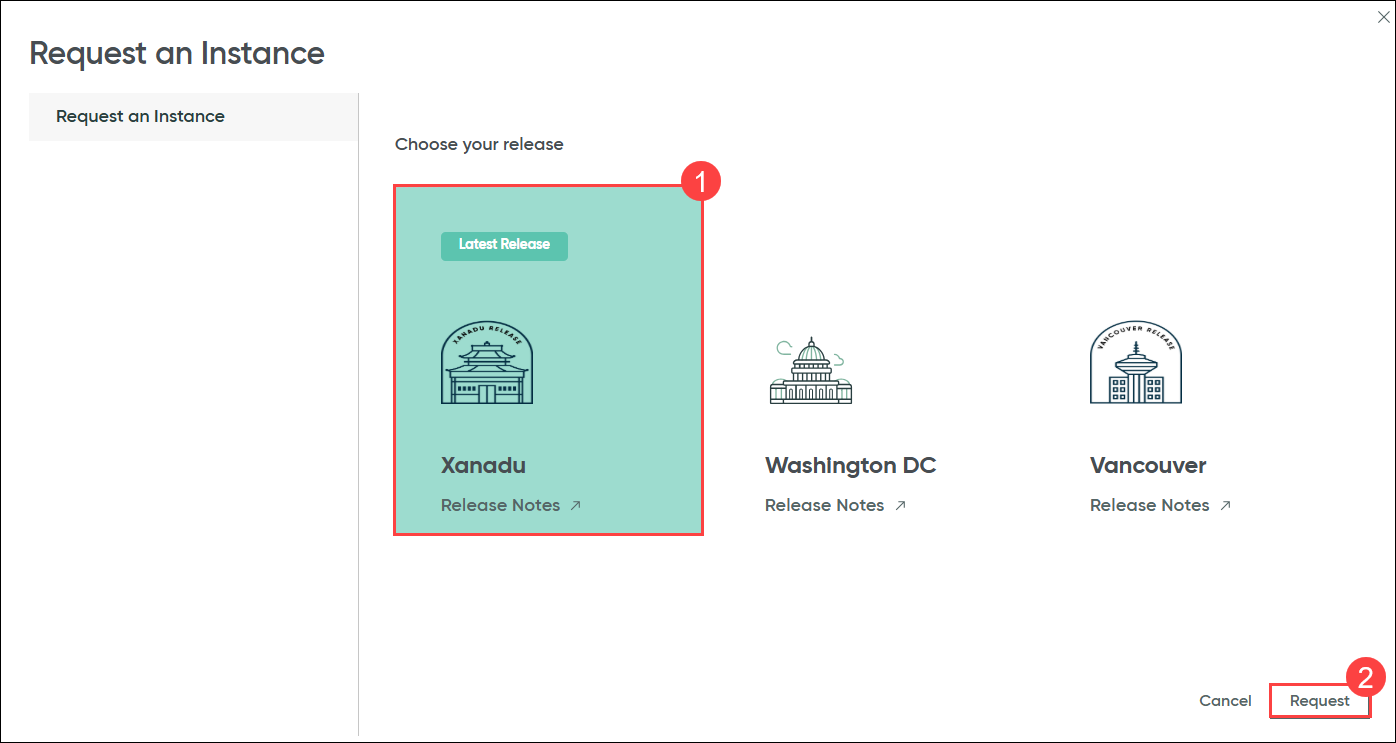 Request an Instance
Request an Instance
Choose your release
1
Latest Release
XANADU RELEASE
VANCOUVER RELEASE
Xanadu
Washington DC
Vancouver
Release Notes ↗
Release Notes ↗
Release Notes ↗
2
Cancel
Request